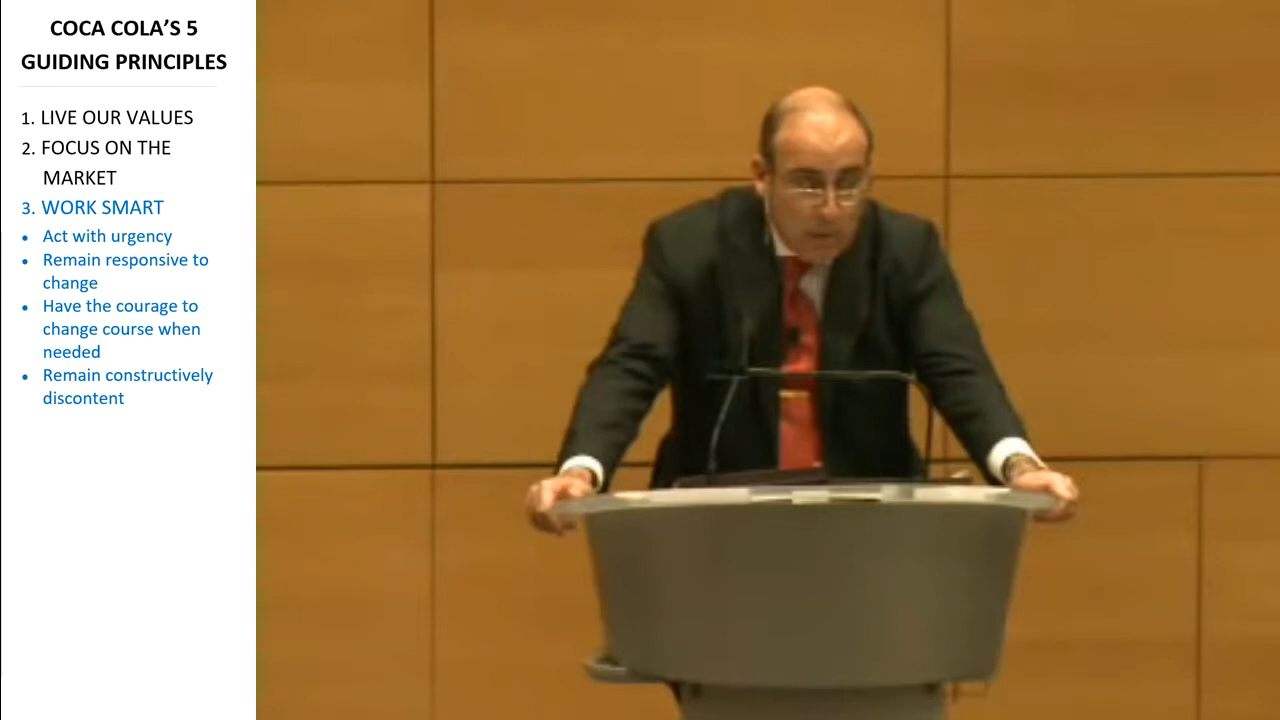 COCA COLA’S 5
GUIDING PRINCIPLES
1. LIVE OUR VALUES
2. FOCUS ON THE
MARKET
3. WORK SMART
• Act with urgency
• Remain responsive to
change
• Have the courage to
change course when
needed
• Remain constructively
discontent